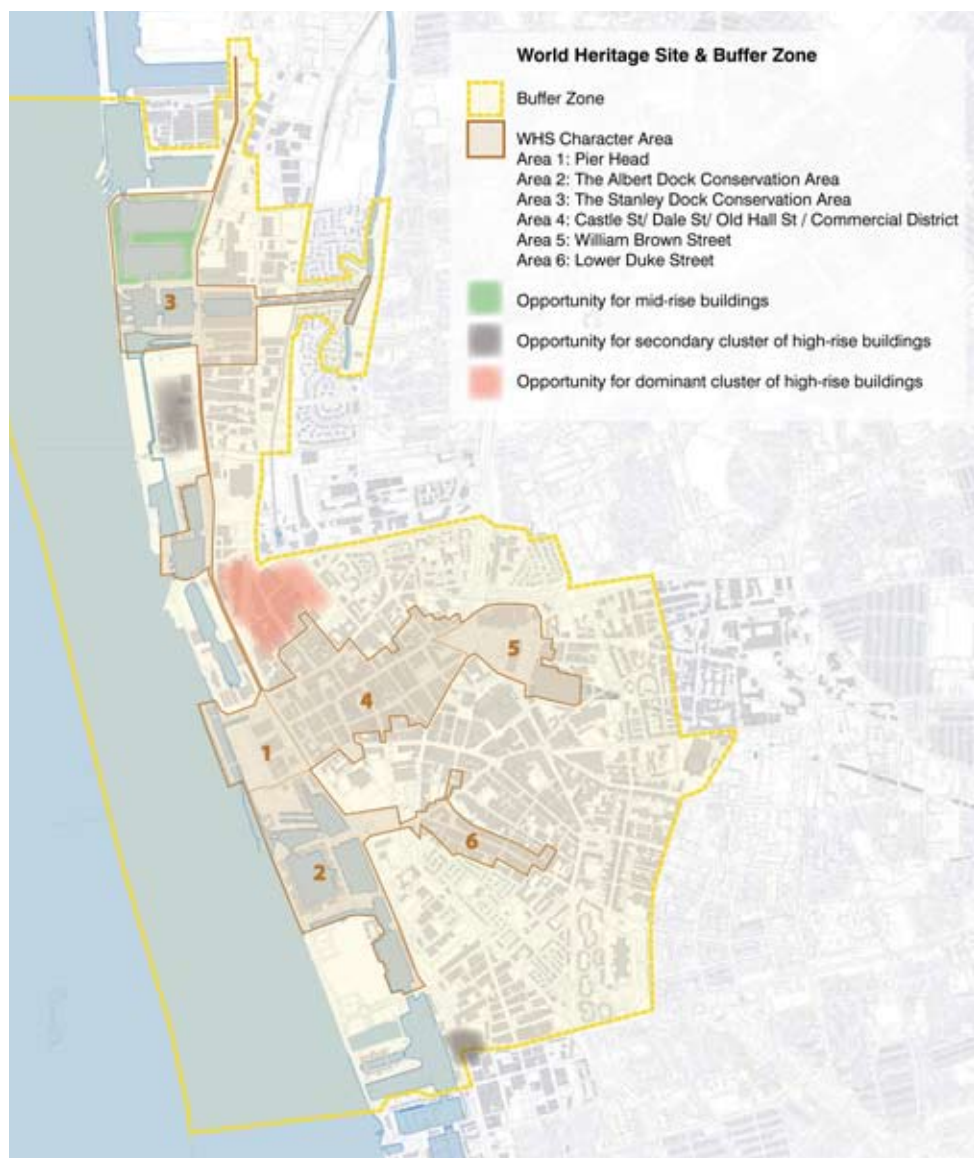 World Heritage Site & Buffer Zone
Buffer Zone
WHS Character Area
Area 1: Pier Head
Area 2: The Albert Dock Conservation Area
Area 3: The Stanley Dock Conservation Area
Area 4: Castle St/ Dale St/ Old Hall St / Commercial District
Area 5: William Brown Street
Area 6: Lower Duke Street
Opportunity for mid-rise buildings
Opportunity for secondary cluster of high-rise buildings
Opportunity for dominant cluster of high-rise buildings
3
5
4
1
6
2